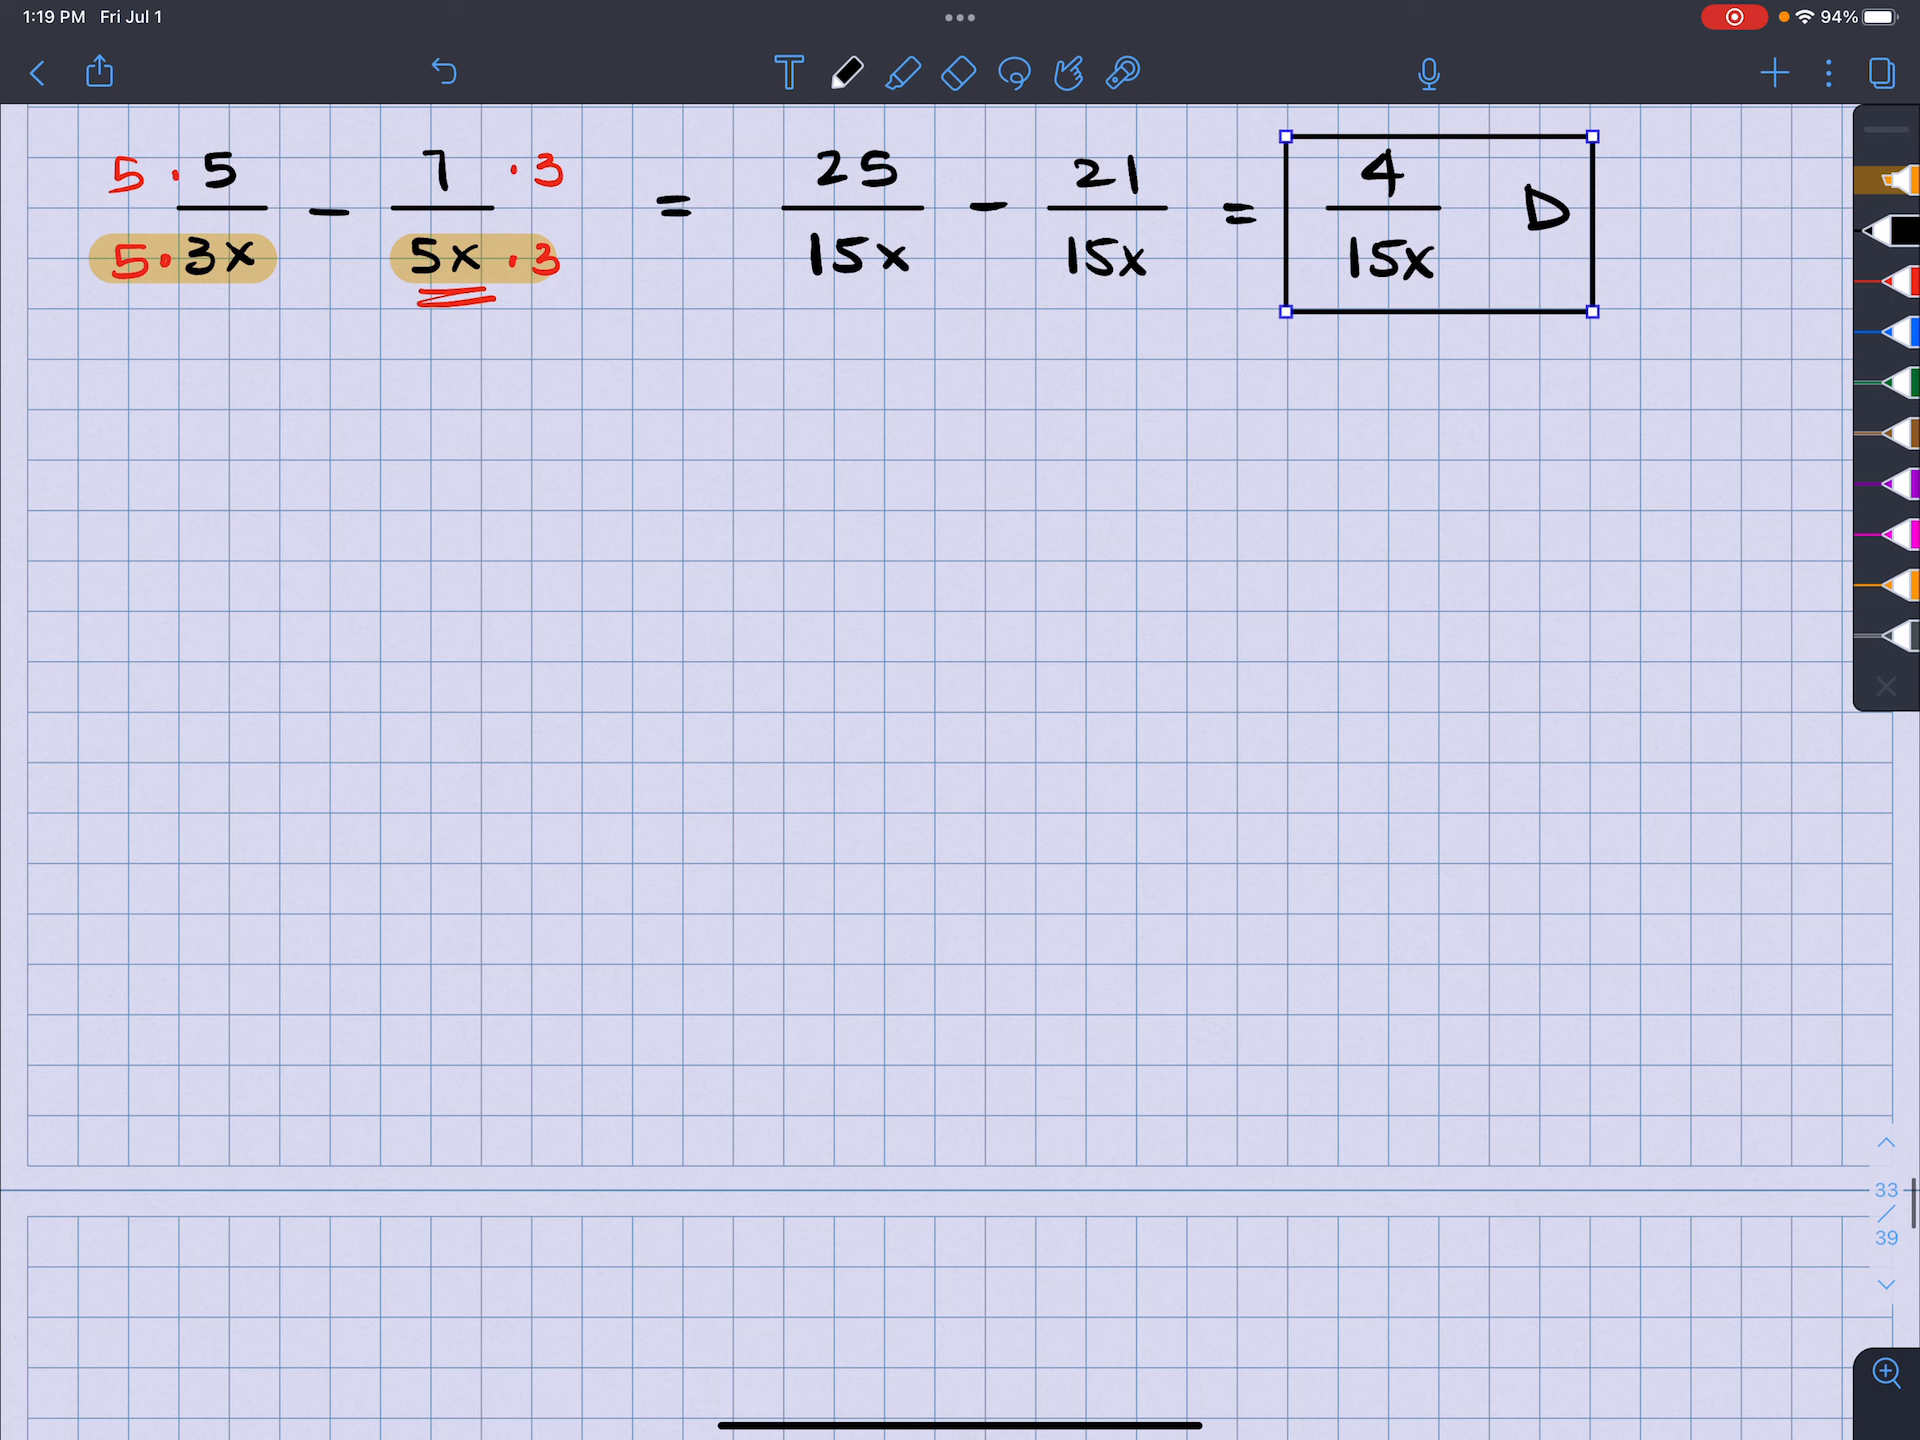 1:19 PM Fri Jul 1 94%
5 · 5 / 5 · 3x − 7 · 3 / 5x · 3 = 25 / 15x − 21 / 15x = 4 / 15x D
33
/
39